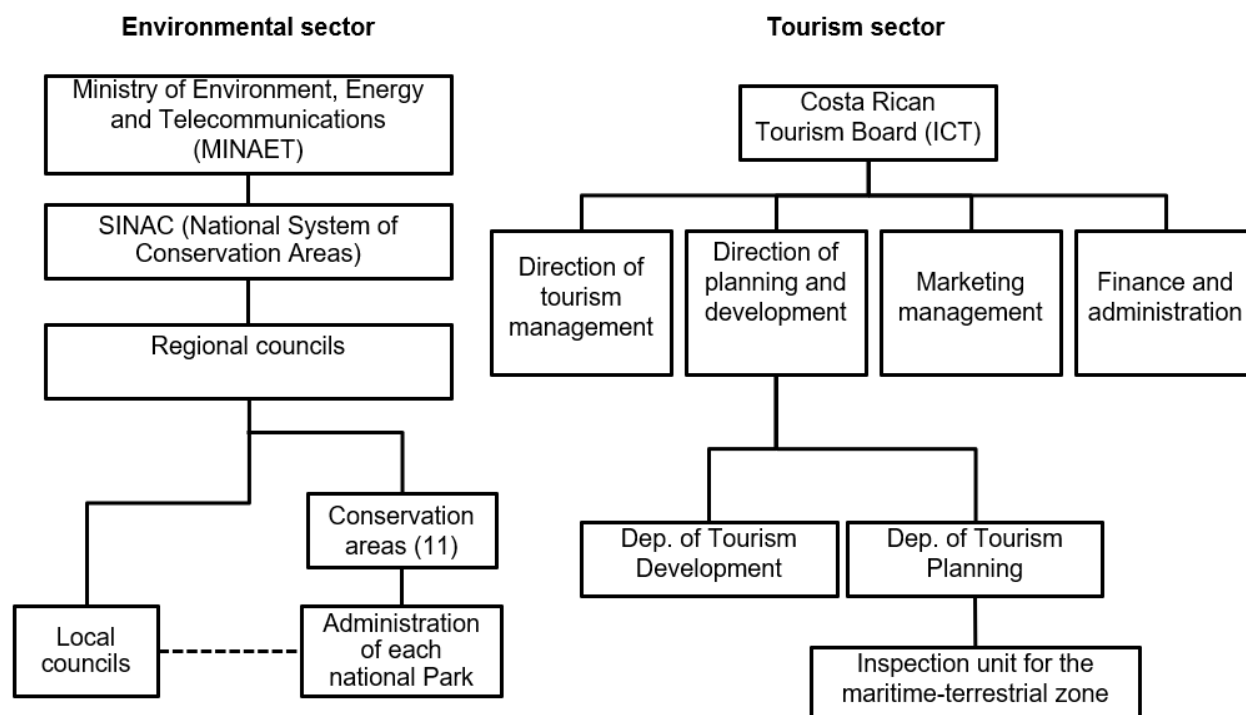 Environmental sector
Ministry of Environment, Energy
and Telecommunications
(MINAET)
SINAC (National System of
Conservation Areas)
Regional councils
Conservation
areas (11)
Local
councils
Administration
of each
national Park
Tourism sector
Costa Rican
Tourism Board (ICT)
Direction of
tourism
management
Direction of
planning and
development
Marketing
management
Finance and
administration
Dep. of Tourism
Development
Dep. of Tourism
Planning
Inspection unit for the
maritime-terrestrial zone